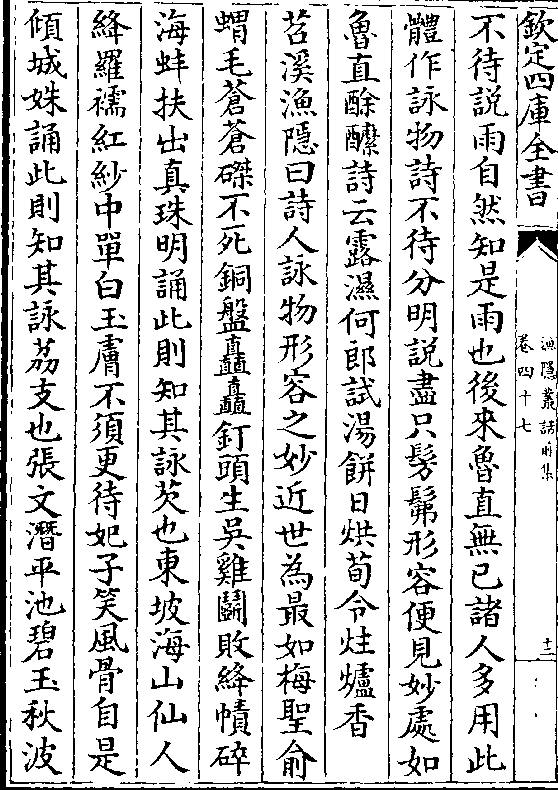 欽定四庫全書
漁隱叢話前集
卷四十七
十二
不待説雨自然知是雨也後來魯直無已諸人多用此
體作詠物詩不待分明説盡只髣髴形容便見妙處如
魯直酴醿詩云露濕何郎試湯餅日烘荀令炷爐香
苕溪漁隱曰詩人詠物形容之妙近世為最如梅聖俞
蝟毛蒼蒼磔不死銅盤矗矗釘頭生吳雞鬭敗絳幘碎
海蚌扶出真珠明誦此則知其詠芡也東坡海山仙人
絳羅襦紅紗中單白玉膚不須更待妃子笑風骨自是
傾城姝誦此則知其詠荔支也張文潛平池碧玉秋波